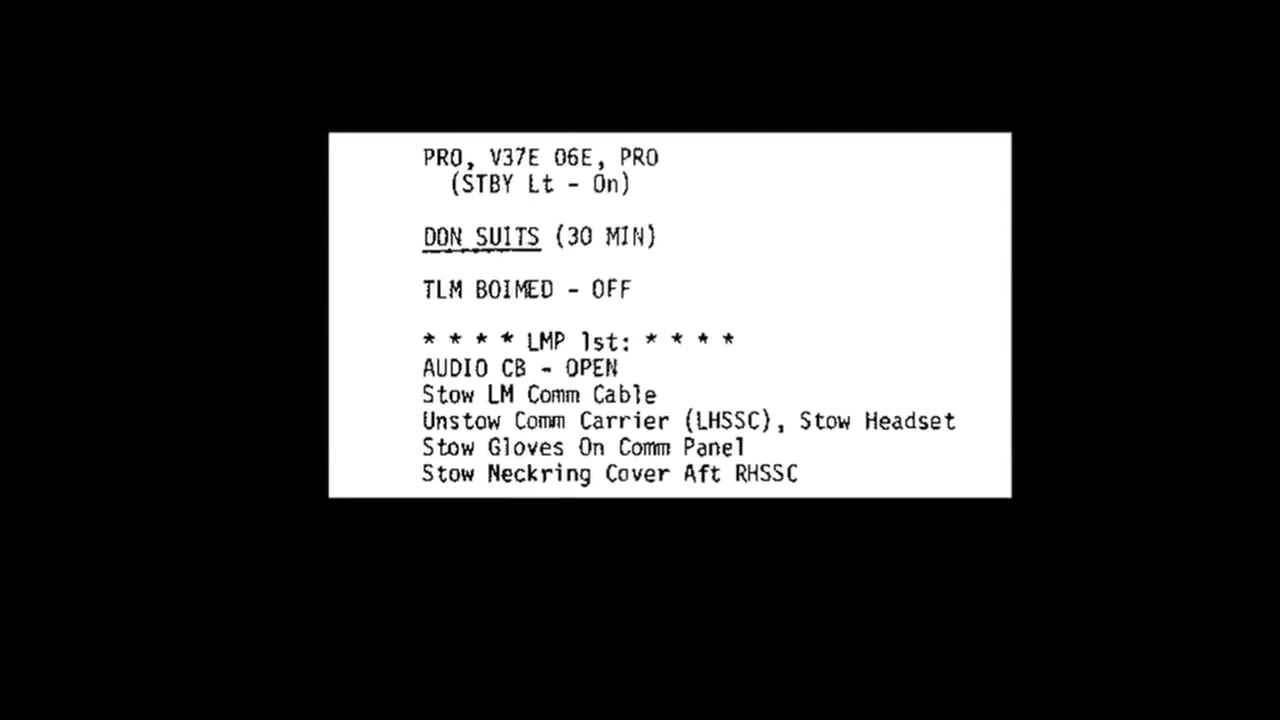 PRO, V37E 06E, PRO
(STBY Lt - On)
DON SUITS (30 MIN)
TLM BOIMED - OFF
* * * * LMP 1st: * * * *
AUDIO CB - OPEN
Stow LM Comm Cable
Unstow Comm Carrier (LHSSC), Stow Headset
Stow Gloves On Comm Panel
Stow Neckring Cover Aft RHSSC